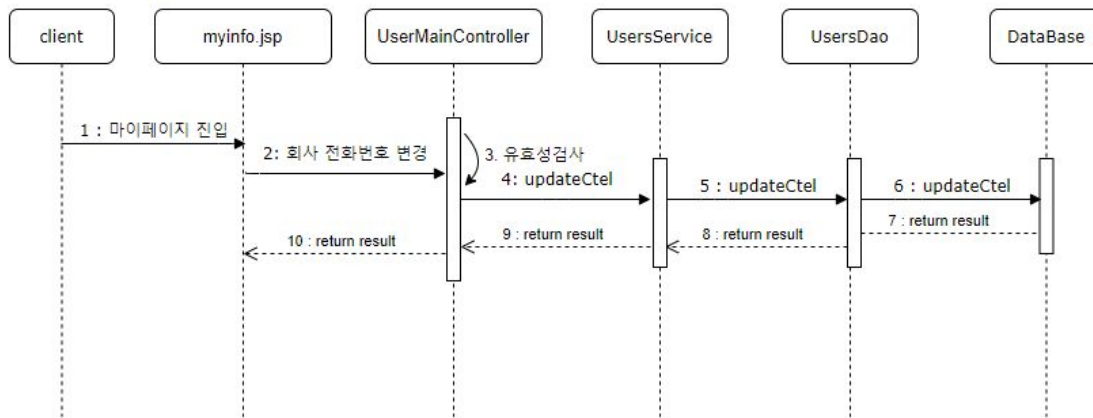 client
myinfo.jsp
UserMainController
UsersService
UsersDao
DataBase
1 : 마이페이지 진입
2: 회사 전화번호 변경
3. 유효성검사
4: updateCtel
5 : updateCtel
6 : updateCtel
7 : return result
8 : return result
9 : return result
10 : return result